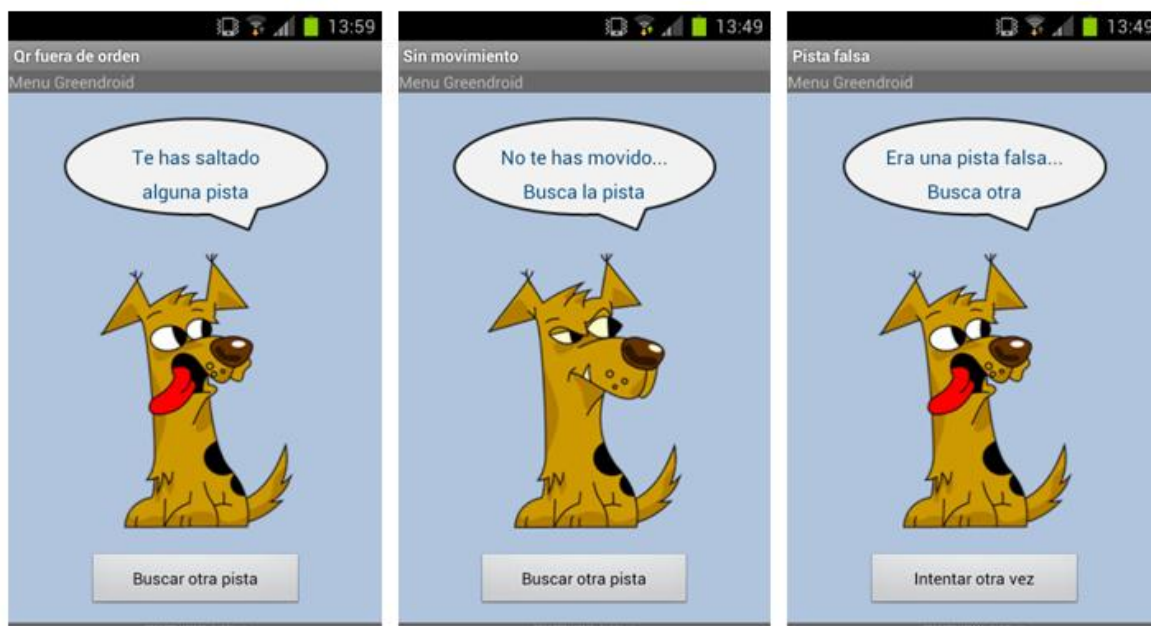 13:59
Qr fuera de orden
Menu Greendroid
Te has saltado
alguna pista
Buscar otra pista
13:49
Sin movimiento
Menu Greendroid
No te has movido...
Busca la pista
Buscar otra pista
13:49
Pista falsa
Menu Greendroid
Era una pista falsa...
Busca otra
Intentar otra vez